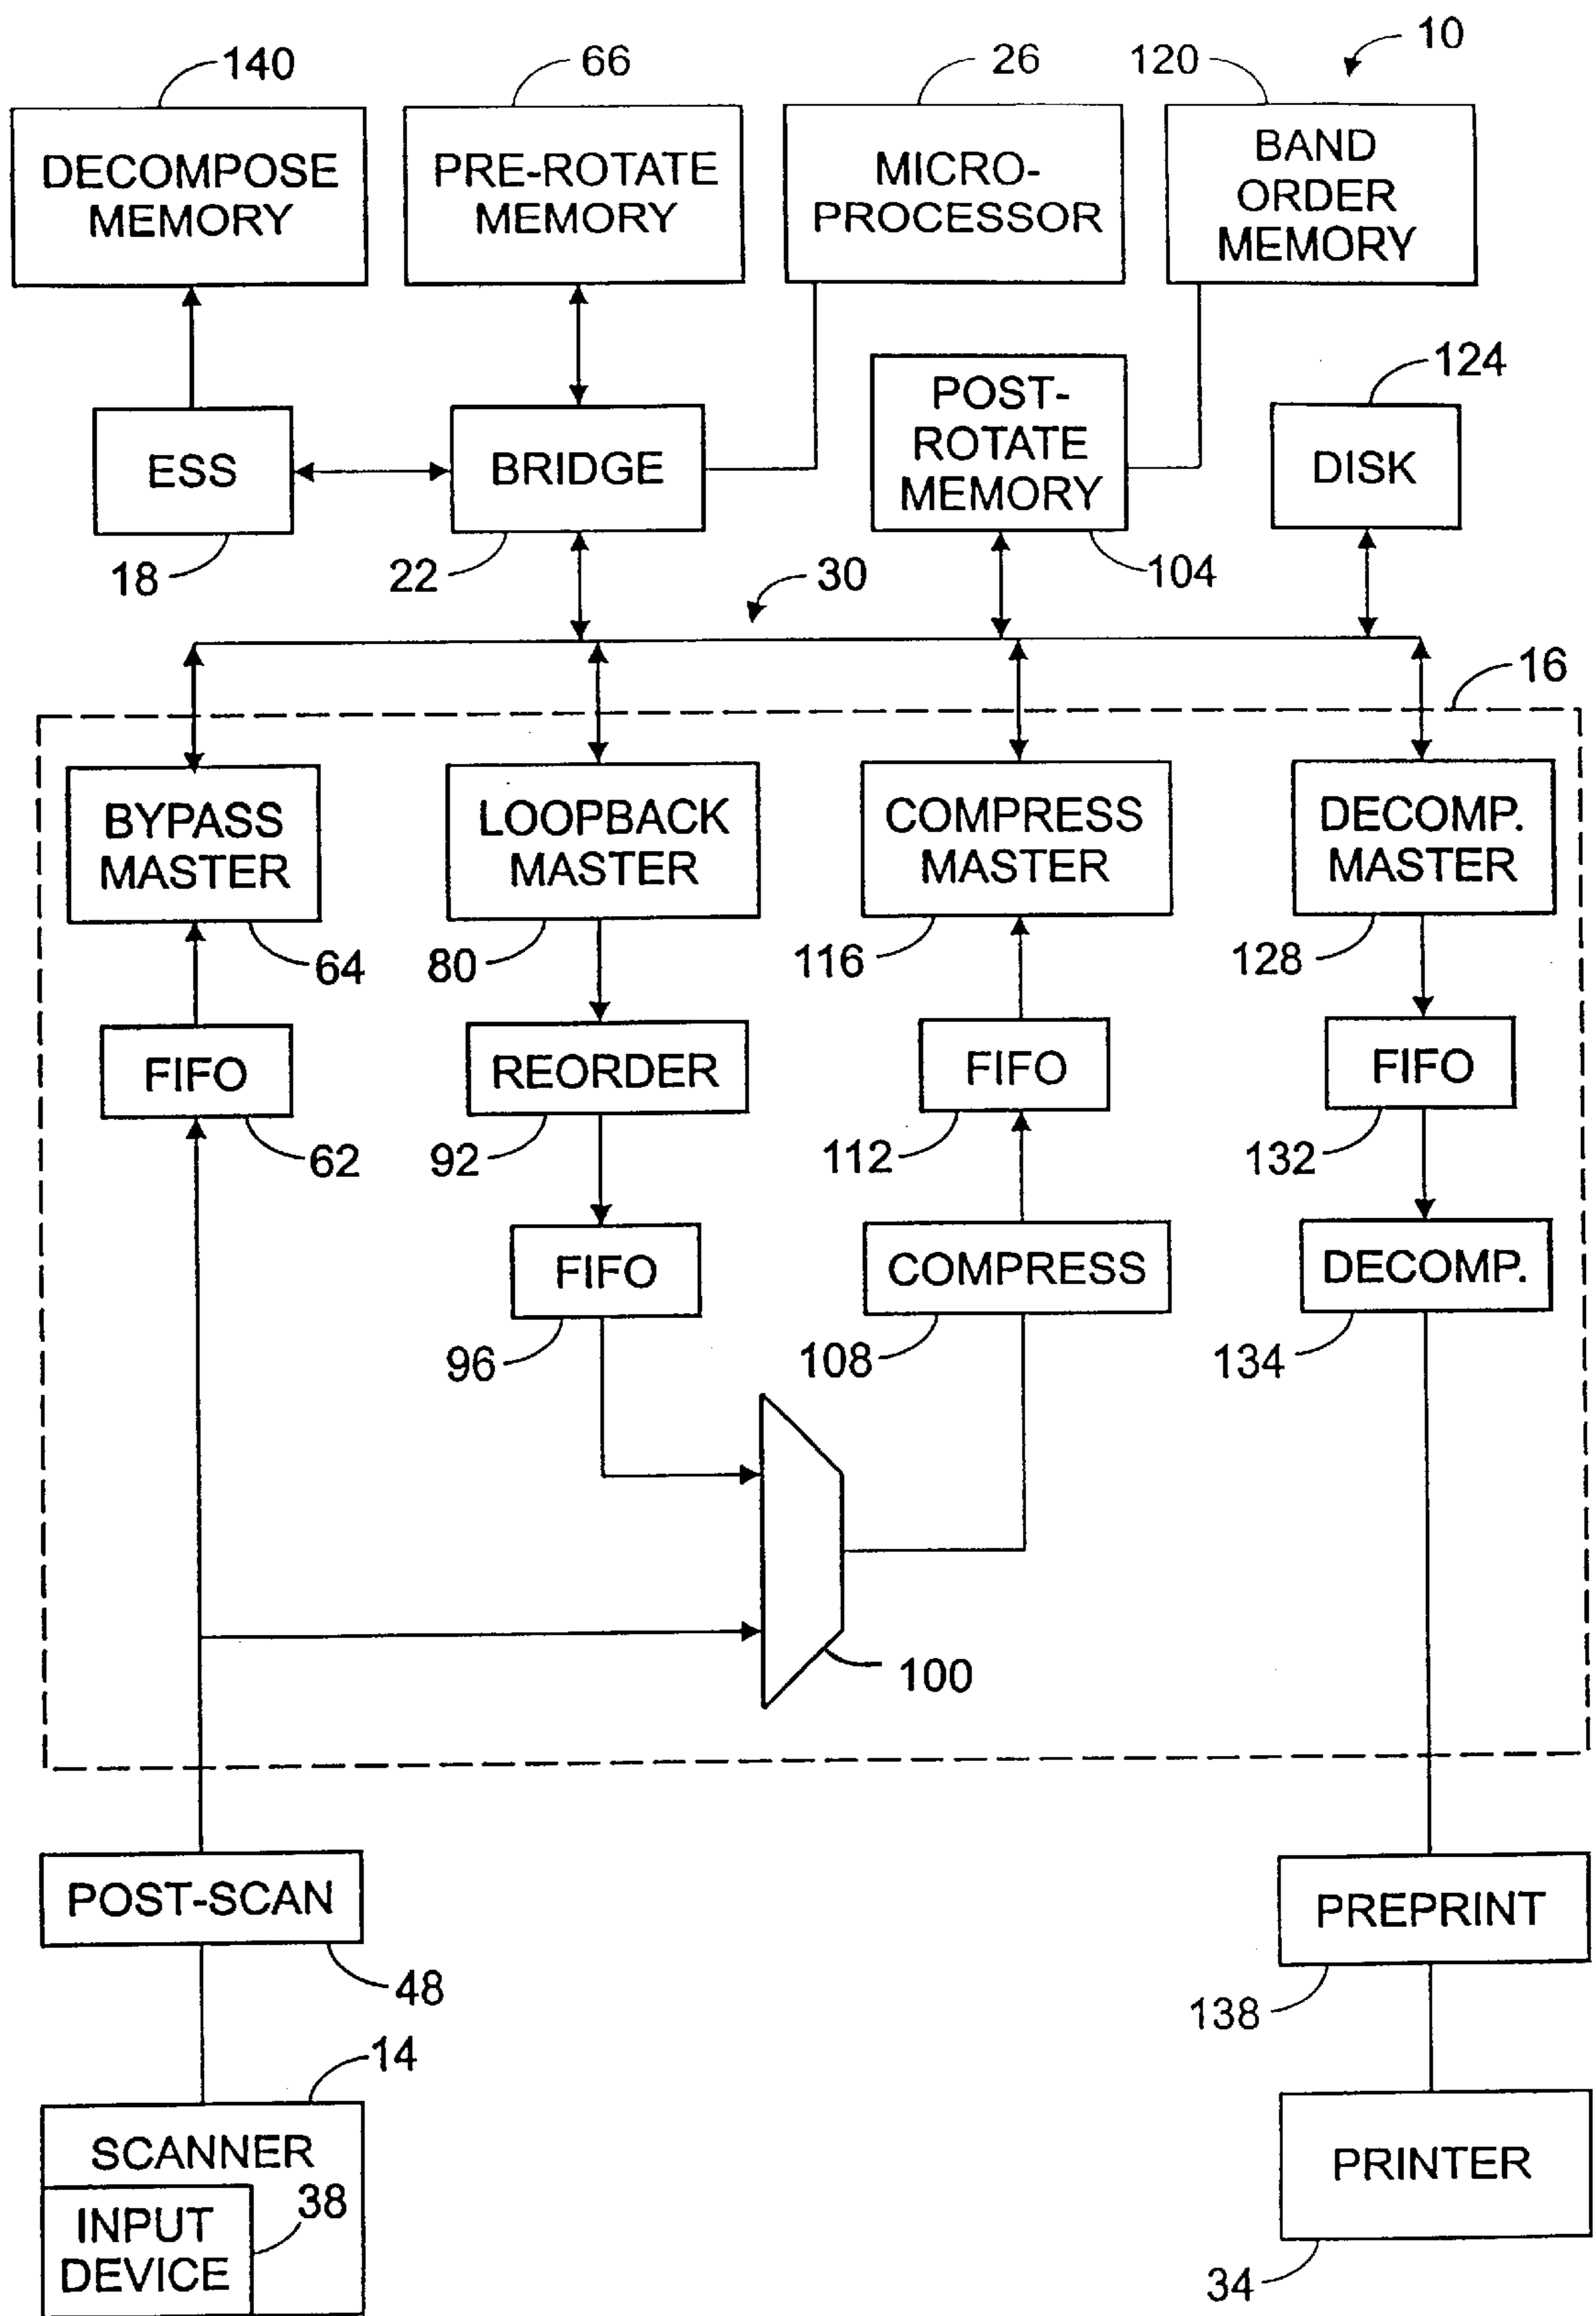 10
140
66
26
120
DECOMPOSE
MEMORY
PRE-ROTATE
MEMORY
MICRO-
PROCESSOR
BAND
ORDER
MEMORY
124
ESS
BRIDGE
POST-
ROTATE
MEMORY
DISK
18
22
30
104
16
BYPASS
MASTER
LOOPBACK
MASTER
COMPRESS
MASTER
DECOMP.
MASTER
64
80
116
128
FIFO
REORDER
FIFO
FIFO
62
92
112
132
FIFO
COMPRESS
DECOMP.
96
108
134
100
POST-SCAN
PREPRINT
48
138
14
SCANNER
38
INPUT
DEVICE
PRINTER
34